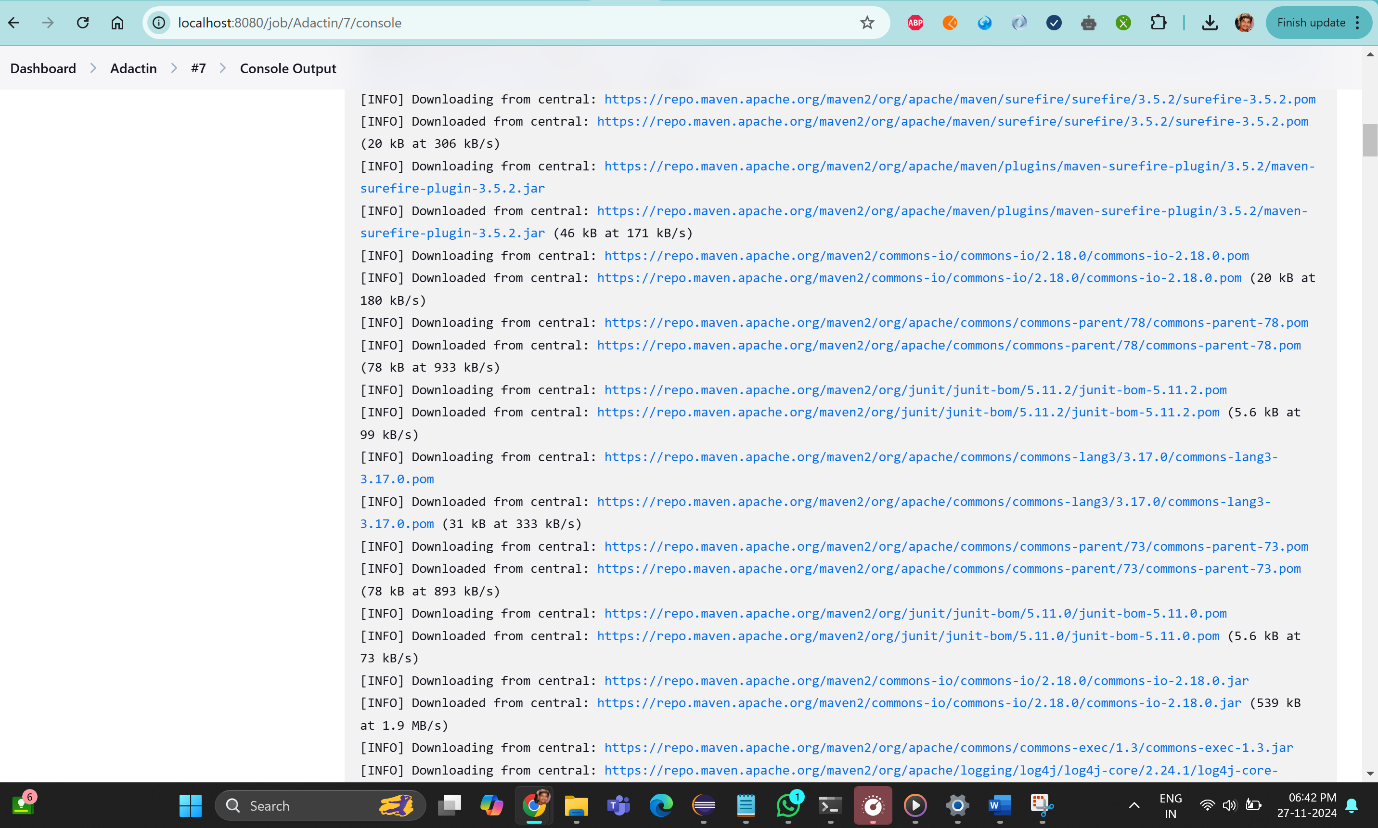 localhost:8080/job/Adactin/7/console
ABP
Finish update
Dashboard > Adactin > #7 > Console Output
[INFO] Downloading from central: https://repo.maven.apache.org/maven2/org/apache/maven/surefire/surefire/3.5.2/surefire-3.5.2.pom
[INFO] Downloaded from central: https://repo.maven.apache.org/maven2/org/apache/maven/surefire/surefire/3.5.2/surefire-3.5.2.pom
(20 kB at 306 kB/s)
[INFO] Downloading from central: https://repo.maven.apache.org/maven2/org/apache/maven/plugins/maven-surefire-plugin/3.5.2/maven-
surefire-plugin-3.5.2.jar
[INFO] Downloaded from central: https://repo.maven.apache.org/maven2/org/apache/maven/plugins/maven-surefire-plugin/3.5.2/maven-
surefire-plugin-3.5.2.jar (46 kB at 171 kB/s)
[INFO] Downloading from central: https://repo.maven.apache.org/maven2/commons-io/commons-io/2.18.0/commons-io-2.18.0.pom
[INFO] Downloaded from central: https://repo.maven.apache.org/maven2/commons-io/commons-io/2.18.0/commons-io-2.18.0.pom (20 kB at
180 kB/s)
[INFO] Downloading from central: https://repo.maven.apache.org/maven2/org/apache/commons/commons-parent/78/commons-parent-78.pom
[INFO] Downloaded from central: https://repo.maven.apache.org/maven2/org/apache/commons/commons-parent/78/commons-parent-78.pom
(78 kB at 933 kB/s)
[INFO] Downloading from central: https://repo.maven.apache.org/maven2/org/junit/junit-bom/5.11.2/junit-bom-5.11.2.pom
[INFO] Downloaded from central: https://repo.maven.apache.org/maven2/org/junit/junit-bom/5.11.2/junit-bom-5.11.2.pom (5.6 kB at
99 kB/s)
[INFO] Downloading from central: https://repo.maven.apache.org/maven2/org/apache/commons/commons-lang3/3.17.0/commons-lang3-
3.17.0.pom
[INFO] Downloaded from central: https://repo.maven.apache.org/maven2/org/apache/commons/commons-lang3/3.17.0/commons-lang3-
3.17.0.pom (31 kB at 333 kB/s)
[INFO] Downloading from central: https://repo.maven.apache.org/maven2/org/apache/commons/commons-parent/73/commons-parent-73.pom
[INFO] Downloaded from central: https://repo.maven.apache.org/maven2/org/apache/commons/commons-parent/73/commons-parent-73.pom
(78 kB at 893 kB/s)
[INFO] Downloading from central: https://repo.maven.apache.org/maven2/org/junit/junit-bom/5.11.0/junit-bom-5.11.0.pom
[INFO] Downloaded from central: https://repo.maven.apache.org/maven2/org/junit/junit-bom/5.11.0/junit-bom-5.11.0.pom (5.6 kB at
73 kB/s)
[INFO] Downloading from central: https://repo.maven.apache.org/maven2/commons-io/commons-io/2.18.0/commons-io-2.18.0.jar
[INFO] Downloaded from central: https://repo.maven.apache.org/maven2/commons-io/commons-io/2.18.0/commons-io-2.18.0.jar (539 kB
at 1.9 MB/s)
[INFO] Downloading from central: https://repo.maven.apache.org/maven2/org/apache/commons/commons-exec/1.3/commons-exec-1.3.jar
[INFO] Downloading from central: https://repo.maven.apache.org/maven2/org/apache/logging/log4j/log4j-core/2.24.1/log4j-core-
6
Search
1
ENG
IN
06:42 PM
27-11-2024